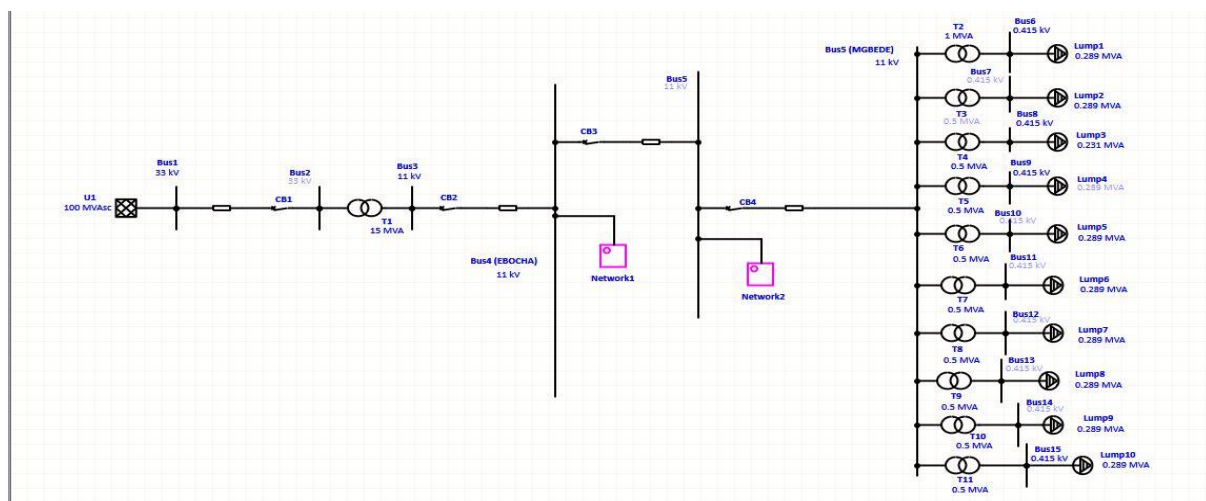 U1
100 MVAsc
Bus1
33 kV
CB1
Bus2
33 kV
T1
15 MVA
Bus3
11 kV
CB2
Bus4 (EBOCHA)
11 kV
Network1
CB3
Bus5
11 kV
CB4
Network2
Bus5 (MGBEDE)
11 kV
T2
1 MVA
Bus6
0.415 kV
Lump1
0.289 MVA
Bus7
0.415 kV
T3
0.5 MVA
Lump2
0.289 MVA
Bus8
0.415 kV
T4
0.5 MVA
Lump3
0.231 MVA
Bus9
0.415 kV
T5
0.5 MVA
Lump4
0.289 MVA
Bus10
0.415 kV
T6
0.5 MVA
Lump5
0.289 MVA
Bus11
0.415 kV
T7
0.5 MVA
Lump6
0.289 MVA
Bus12
0.415 kV
T8
0.5 MVA
Lump7
0.289 MVA
Bus13
0.415 kV
T9
0.5 MVA
Lump8
0.289 MVA
Bus14
0.415 kV
T10
0.5 MVA
Lump9
0.289 MVA
Bus15
0.415 kV
T11
0.5 MVA
Lump10
0.289 MVA